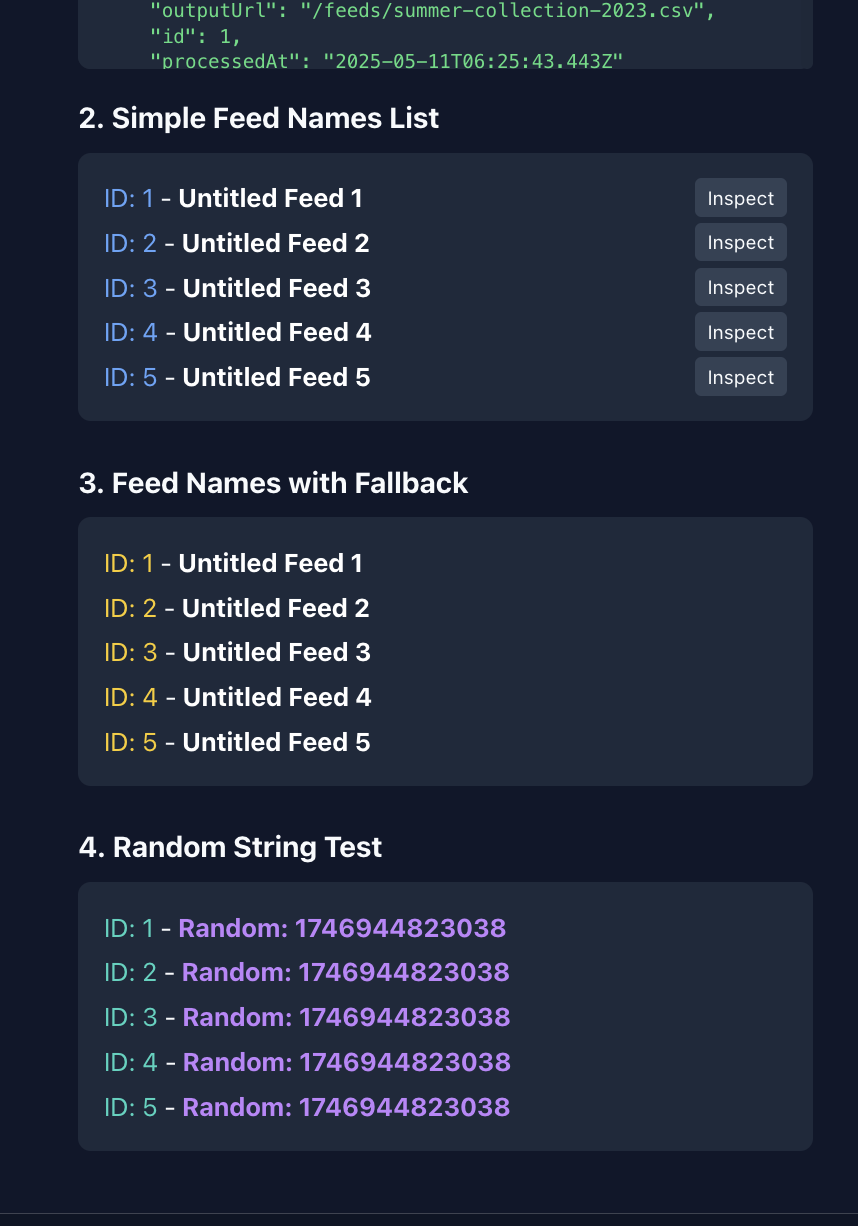 "outputUrl": "/feeds/summer-collection-2023.csv",
"id": 1,
"processedAt": "2025-05-11T06:25:43.443Z"
2. Simple Feed Names List
ID: 1 - Untitled Feed 1 Inspect
ID: 2 - Untitled Feed 2 Inspect
ID: 3 - Untitled Feed 3 Inspect
ID: 4 - Untitled Feed 4 Inspect
ID: 5 - Untitled Feed 5 Inspect
3. Feed Names with Fallback
ID: 1 - Untitled Feed 1
ID: 2 - Untitled Feed 2
ID: 3 - Untitled Feed 3
ID: 4 - Untitled Feed 4
ID: 5 - Untitled Feed 5
4. Random String Test
ID: 1 - Random: 1746944823038
ID: 2 - Random: 1746944823038
ID: 3 - Random: 1746944823038
ID: 4 - Random: 1746944823038
ID: 5 - Random: 1746944823038